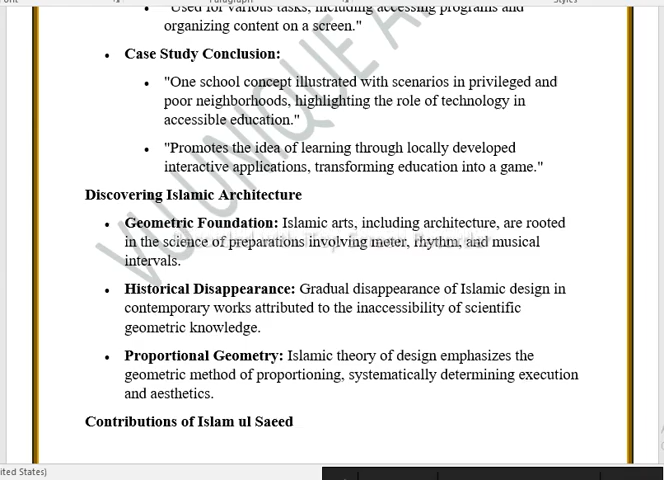 Paragraph
Styles
"Used for various tasks, including accessing programs and
organizing content on a screen."
• Case Study Conclusion:
• "One school concept illustrated with scenarios in privileged and
poor neighborhoods, highlighting the role of technology in
accessible education."
• "Promotes the idea of learning through locally developed
interactive applications, transforming education into a game."
Discovering Islamic Architecture
• Geometric Foundation: Islamic arts, including architecture, are rooted
in the science of preparations involving meter, rhythm, and musical
intervals.
• Historical Disappearance: Gradual disappearance of Islamic design in
contemporary works attributed to the inaccessibility of scientific
geometric knowledge.
• Proportional Geometry: Islamic theory of design emphasizes the
geometric method of proportioning, systematically determining execution
and aesthetics.
Contributions of Islam ul Saeed
VU UNIQUE
ited States)